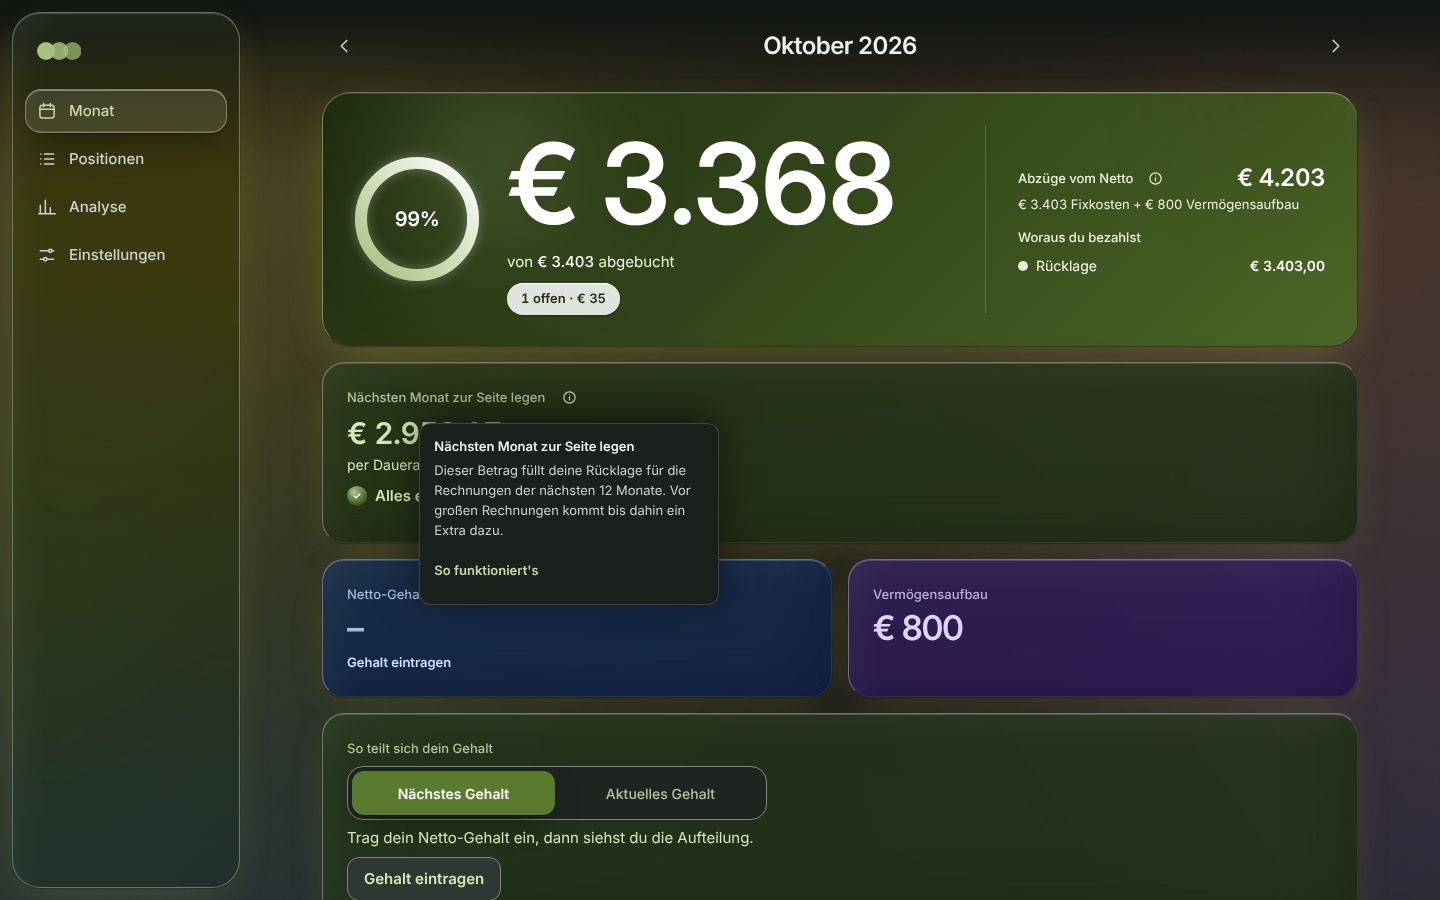 Monat
Positionen
Analyse
Einstellungen
Oktober 2026
99%
€ 3.368
von € 3.403 abgebucht
1 offen · € 35
Abzüge vom Netto € 4.203
€ 3.403 Fixkosten + € 800 Vermögensaufbau
Woraus du bezahlst
Rücklage € 3.403,00
Nächsten Monat zur Seite legen
€ 2.9
per
Alles
Nächsten Monat zur Seite legen
Dieser Betrag füllt deine Rücklage für die
Rechnungen der nächsten 12 Monate. Vor
großen Rechnungen kommt bis dahin ein
Extra dazu.
So funktioniert's
–
Gehalt eintragen
Vermögensaufbau
€ 800
So teilt sich dein Gehalt
Nächstes Gehalt
Aktuelles Gehalt
Trag dein Netto-Gehalt ein, dann siehst du die Aufteilung.
Gehalt eintragen